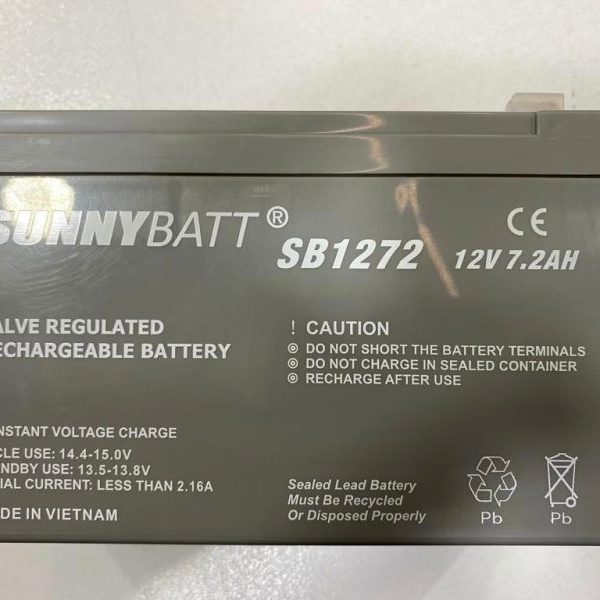 SUNNYBATT®
CE
SB1272 12V 7.2AH
ALVE REGULATED
ECHARGEABLE BATTERY
! CAUTION
DO NOT SHORT THE BATTERY TERMINALS
DO NOT CHARGE IN SEALED CONTAINER
RECHARGE AFTER USE
NSTANT VOLTAGE CHARGE
CLE USE: 14.4-15.0V
NDBY USE: 13.5-13.8V
IAL CURRENT: LESS THAN 2.16A
DE IN VIETNAM
Sealed Lead Battery
Must Be Recycled
Or Disposed Properly
Pb Pb